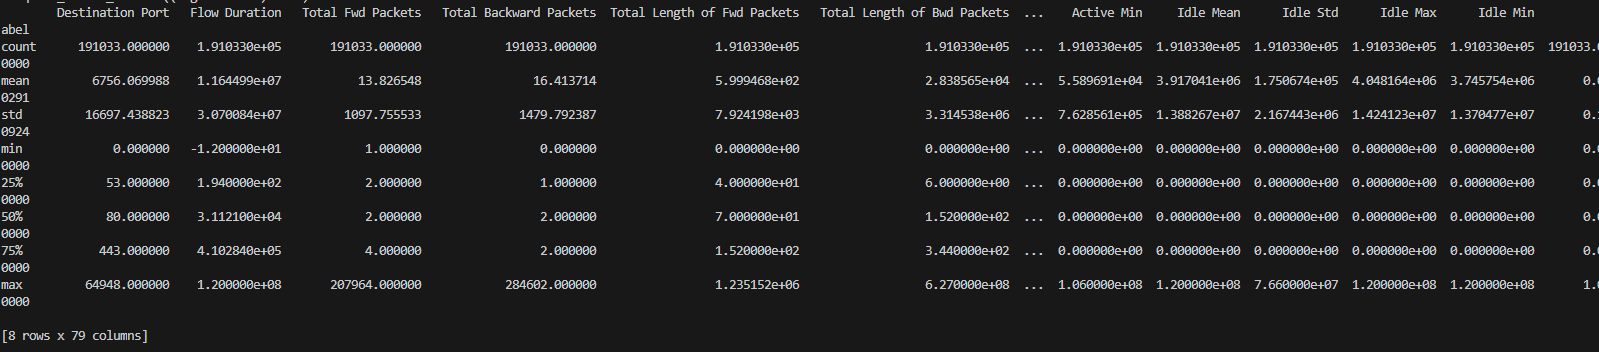 Destination Port Flow Duration Total Fwd Packets Total Backward Packets Total Length of Fwd Packets Total Length of Bwd Packets ... Active Min Idle Mean Idle Std Idle Max Idle Min
abel
count 191033.000000 1.910330e+05 191033.000000 191033.000000 1.910330e+05 1.910330e+05 ... 1.910330e+05 1.910330e+05 1.910330e+05 1.910330e+05 1.910330e+05 191033.
0000
mean 6756.069988 1.164499e+07 13.826548 16.413714 5.999468e+02 2.838565e+04 ... 5.589691e+04 3.917041e+06 1.750674e+05 4.048164e+06 3.745754e+06 0.
0291
std 16697.438823 3.070084e+07 1097.755533 1479.792387 7.924198e+03 3.314538e+06 ... 7.628561e+05 1.388267e+07 2.167443e+06 1.424123e+07 1.370477e+07 0.
0924
min 0.000000 -1.200000e+01 1.000000 0.000000 0.000000e+00 0.000000e+00 ... 0.000000e+00 0.000000e+00 0.000000e+00 0.000000e+00 0.000000e+00 0.
0000
25% 53.000000 1.940000e+02 2.000000 1.000000 4.000000e+01 6.000000e+00 ... 0.000000e+00 0.000000e+00 0.000000e+00 0.000000e+00 0.000000e+00 0.
0000
50% 80.000000 3.112100e+04 2.000000 2.000000 7.000000e+01 1.520000e+02 ... 0.000000e+00 0.000000e+00 0.000000e+00 0.000000e+00 0.000000e+00 0.
0000
75% 443.000000 4.102840e+05 4.000000 2.000000 1.520000e+02 3.440000e+02 ... 0.000000e+00 0.000000e+00 0.000000e+00 0.000000e+00 0.000000e+00 0.
0000
max 64948.000000 1.200000e+08 207964.000000 284602.000000 1.235152e+06 6.270000e+08 ... 1.060000e+08 1.200000e+08 7.660000e+07 1.200000e+08 1.200000e+08 1.
0000
[8 rows x 79 columns]